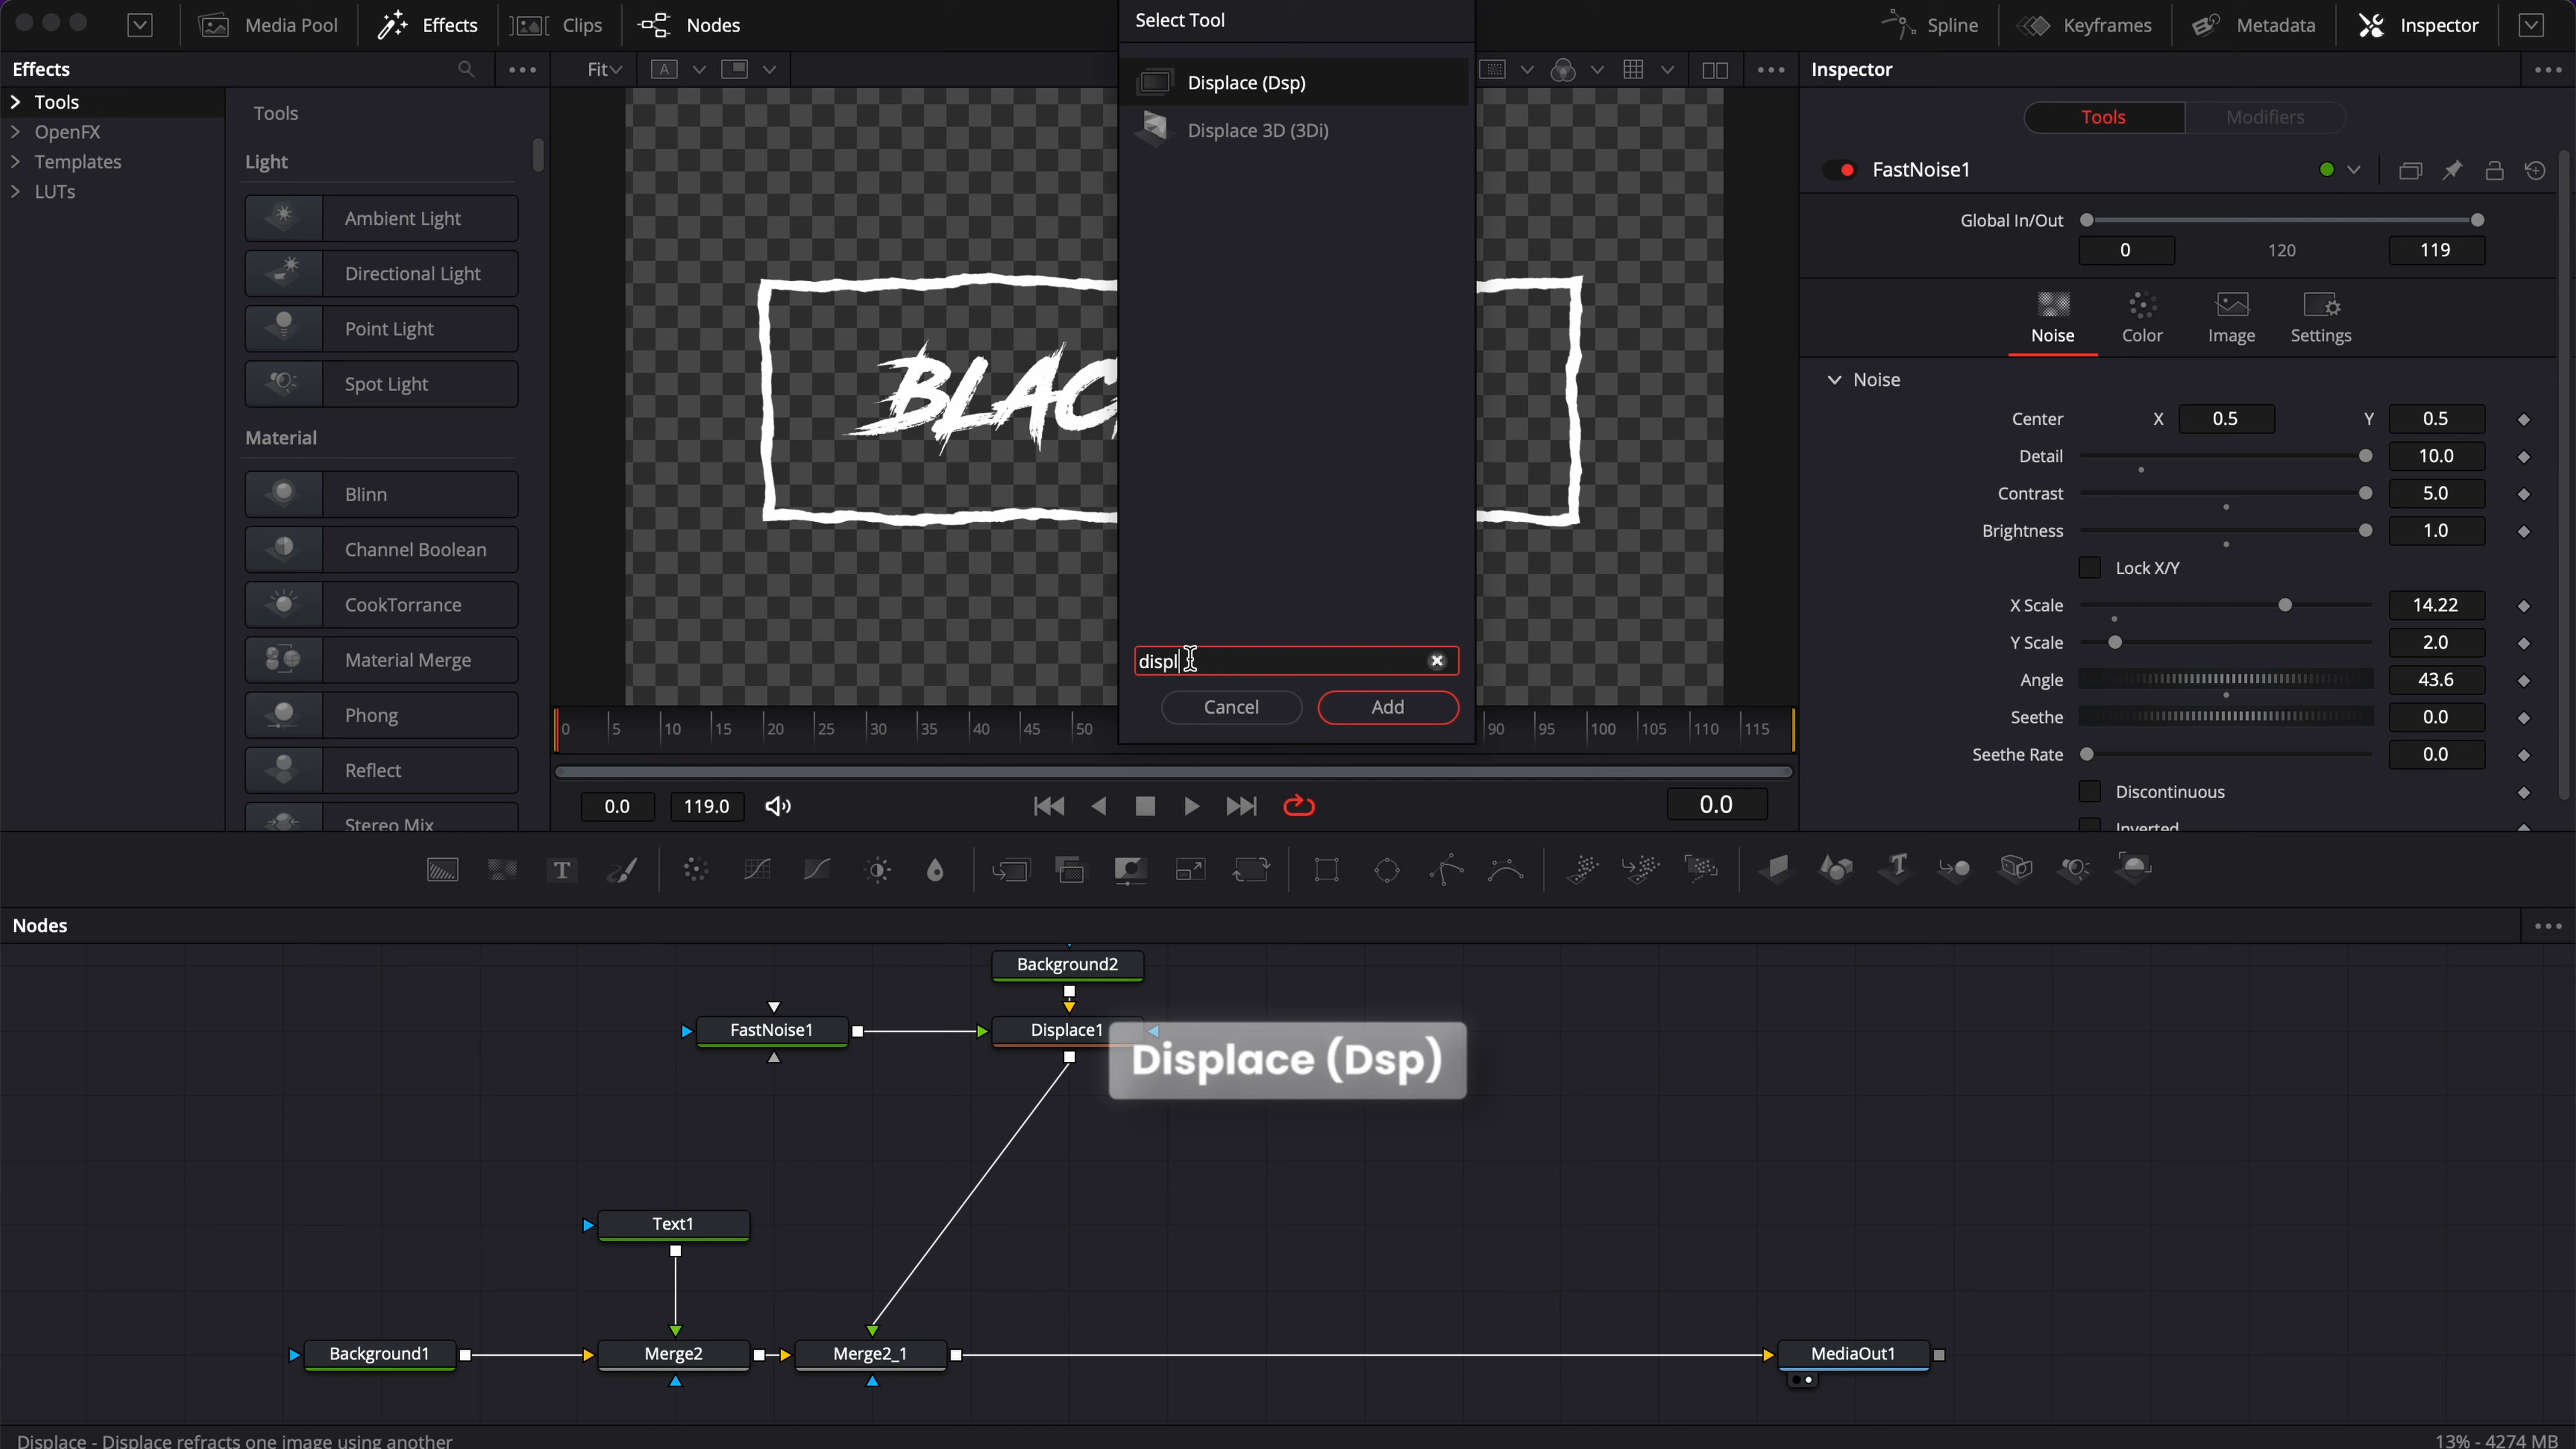 Media Pool Effects Clips Nodes Select Tool Spline Keyframes Metadata Inspector
Effects Fit A Inspector
Tools
OpenFX
Templates
LUTs
Tools
Light
Ambient Light
Directional Light
Point Light
Spot Light
Material
Blinn
Channel Boolean
CookTorrance
Material Merge
Phong
Reflect
Stereo Mix
BLAC
Displace (Dsp)
Displace 3D (3Di)
displ
Cancel Add
0 5 10 15 20 25 30 35 40 45 50 90 95 100 105 110 115
0.0 119.0 0.0
Tools Modifiers
FastNoise1
Global In/Out
0 120 119
Noise Color Image Settings
Noise
Center X 0.5 Y 0.5
Detail 10.0
Contrast 5.0
Brightness 1.0
Lock X/Y
X Scale 14.22
Y Scale 2.0
Angle 43.6
Seethe 0.0
Seethe Rate 0.0
Discontinuous
Inverted
T T
Nodes
Background2
FastNoise1 Displace1
Displace (Dsp)
Text1
Background1 Merge2 Merge2_1 MediaOut1
Displace - Displace refracts one image using another 13% - 4274 MB